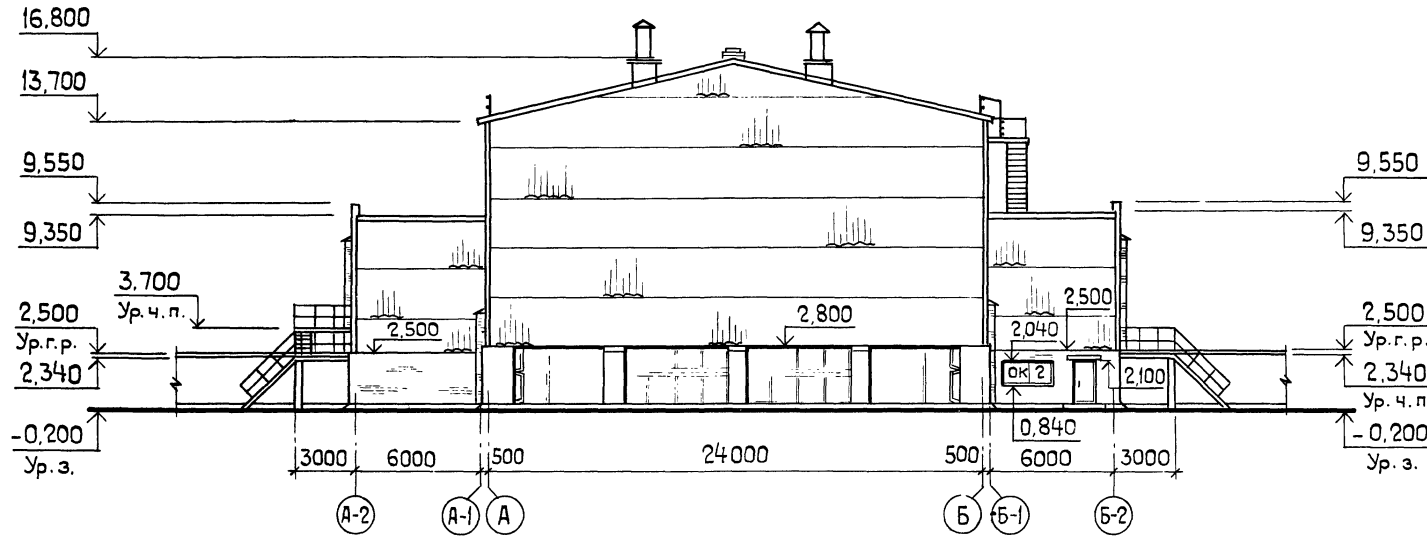 16,800
13,700
9,550
9,350
3,700
Ур. ч. п.
2,500
Ур. г. р.
2,340
-0,200
Ур. з.
2,500
2,800
2,040
2,500
ОК 2
2,100
0,840
9,550
9,350
2,500
Ур. г. р.
2,340
Ур. ч. п
-0,200
Ур. з.
3000 6000 500 24000 500 6000 3000
А-2 А-1 А Б Б-1 Б-2